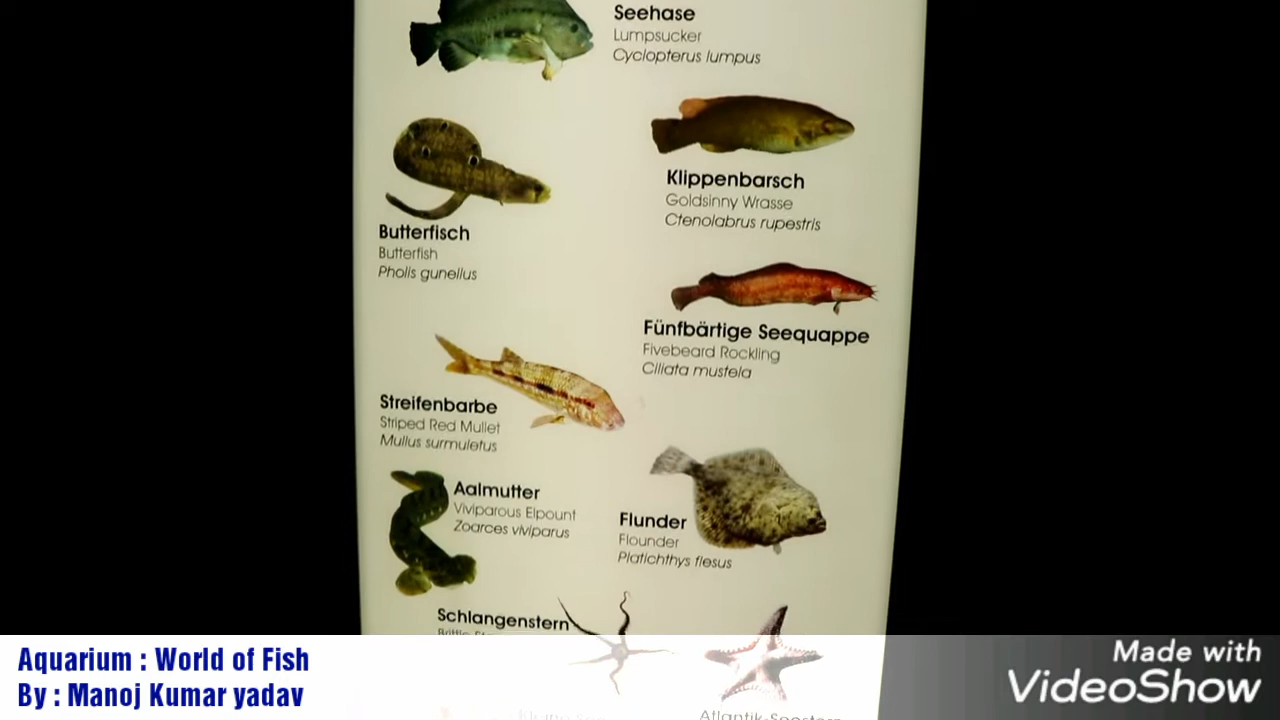 Seehase
Lumpsucker
Cyclopterus lumpus
Klippenbarsch
Goldsinny Wrasse
Ctenolabrus rupestris
Butterfisch
Butterfish
Pholis gunellus
Fünfbärtige Seequappe
Fivebeard Rockling
Ciliata mustela
Streifenbarbe
Striped Red Mullet
Mullus surmuletus
Aalmutter
Viviparous Elpount
Zoarces viviparus
Flunder
Flounder
Platichthys flesus
Schlangenstern
Atlantik-Seestern
Aquarium : World of Fish
By : Manoj Kumar yadav
Made with
VideoShow